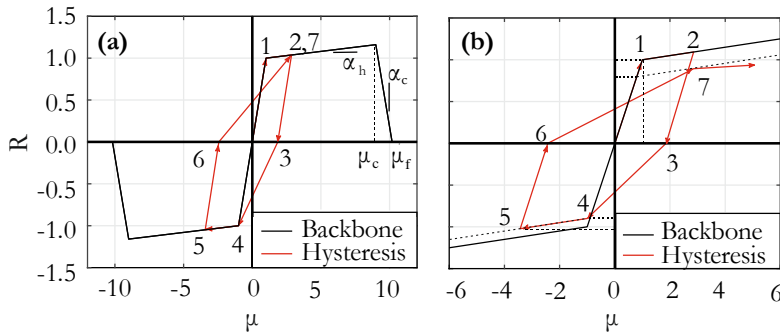 (a)
1.5
1.0
0.5
0.0
-0.5
-1.0
-1.5
R
-10
-5
0
5
10
μ
1
2,7
3
4
5
6
α_h
α_c
μ_c
μ_f
Backbone
Hysteresis
(b)
1
2
7
6
3
4
5
Backbone
Hysteresis
-6
-4
-2
0
2
4
6
μ